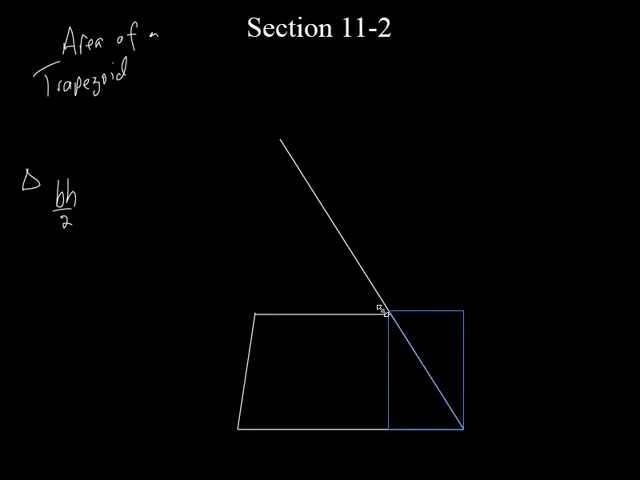 Section 11-2
Area of a
Trapezoid
Δ
bh
2